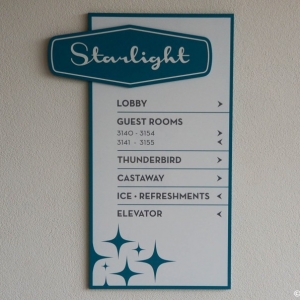 Starlight
LOBBY >
GUEST ROOMS
3140 - 3154 >
3141 - 3155 <
THUNDERBIRD >
CASTAWAY >
ICE • REFRESHMENTS <
ELEVATOR <